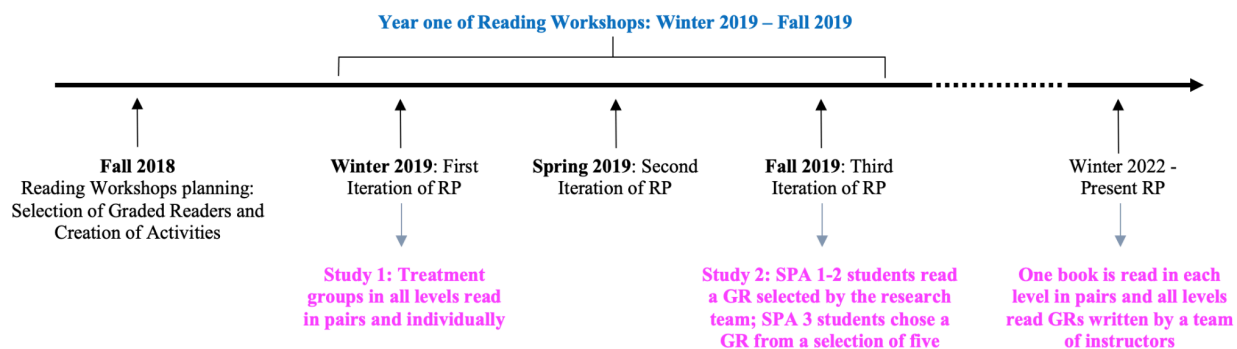 Year one of Reading Workshops: Winter 2019 – Fall 2019
Fall 2018
Reading Workshops planning:
Selection of Graded Readers and
Creation of Activities
Winter 2019: First
Iteration of RP
Spring 2019: Second
Iteration of RP
Fall 2019: Third
Iteration of RP
Winter 2022 -
Present RP
Study 1: Treatment
groups in all levels read
in pairs and individually
Study 2: SPA 1-2 students read
a GR selected by the research
team; SPA 3 students chose a
GR from a selection of five
One book is read in each
level in pairs and all levels
read GRs written by a team
of instructors